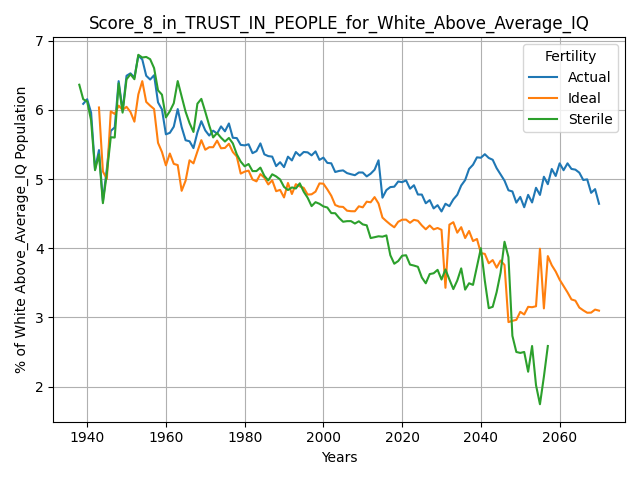 Score_8_in_TRUST_IN_PEOPLE_for_White_Above_Average_IQ
% of White Above_Average_IQ Population
7
6
5
4
3
2
Fertility
Actual
Ideal
Sterile
1940 1960 1980 2000 2020 2040 2060
Years